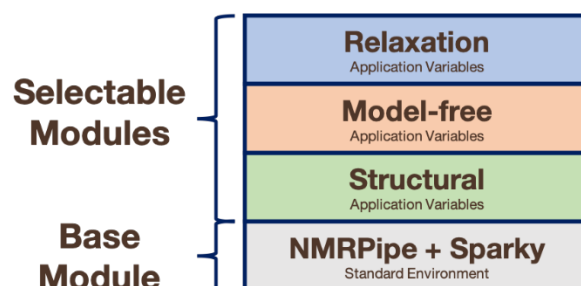 Selectable
Modules
Relaxation
Application Variables
Model-free
Application Variables
Structural
Application Variables
Base
Module
NMRPipe + Sparky
Standard Environment